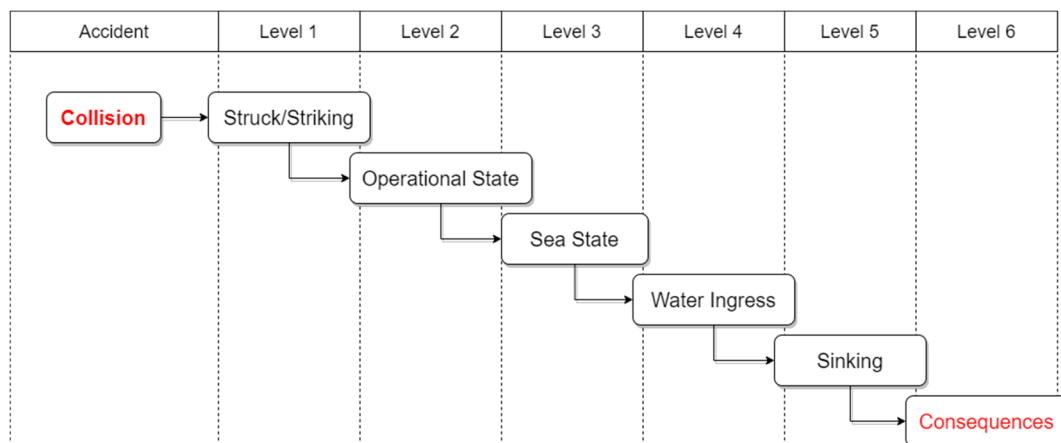 Accident Level 1 Level 2 Level 3 Level 4 Level 5 Level 6
Collision Struck/Striking
Operational State
Sea State
Water Ingress
Sinking
Consequences